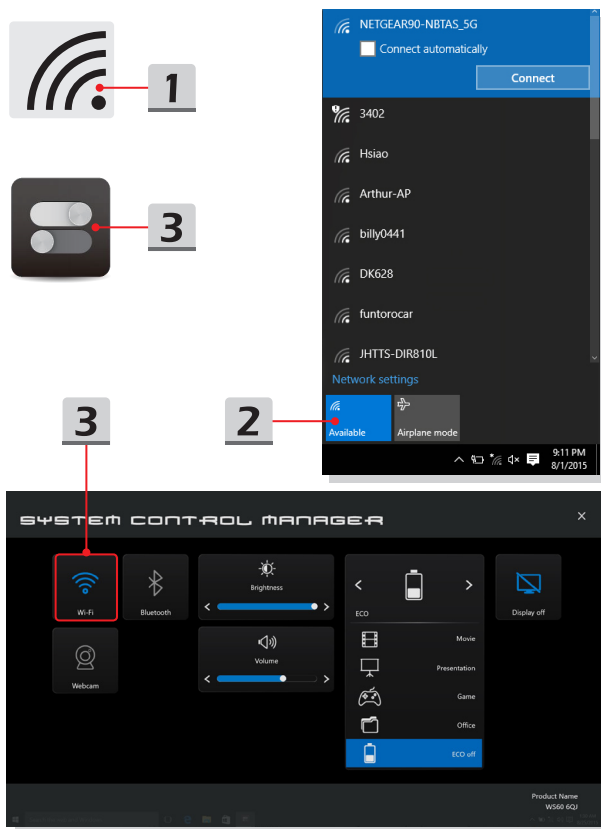 1
NETGEAR90-NBTAS_5G
Connect automatically
Connect
3402
Hsiao
3
Arthur-AP
billy0441
DK628
funtorocar
JHTTS-DIR810L
Network settings
3
2
Available
Airplane mode
9:11 PM
8/1/2015
SYSTEM CONTROL MANAGER
Wi-Fi
Bluetooth
Brightness
ECO
Display off
Movie
Volume
Presentation
Webcam
Game
Office
ECO off
Product Name
WS60 6QJ